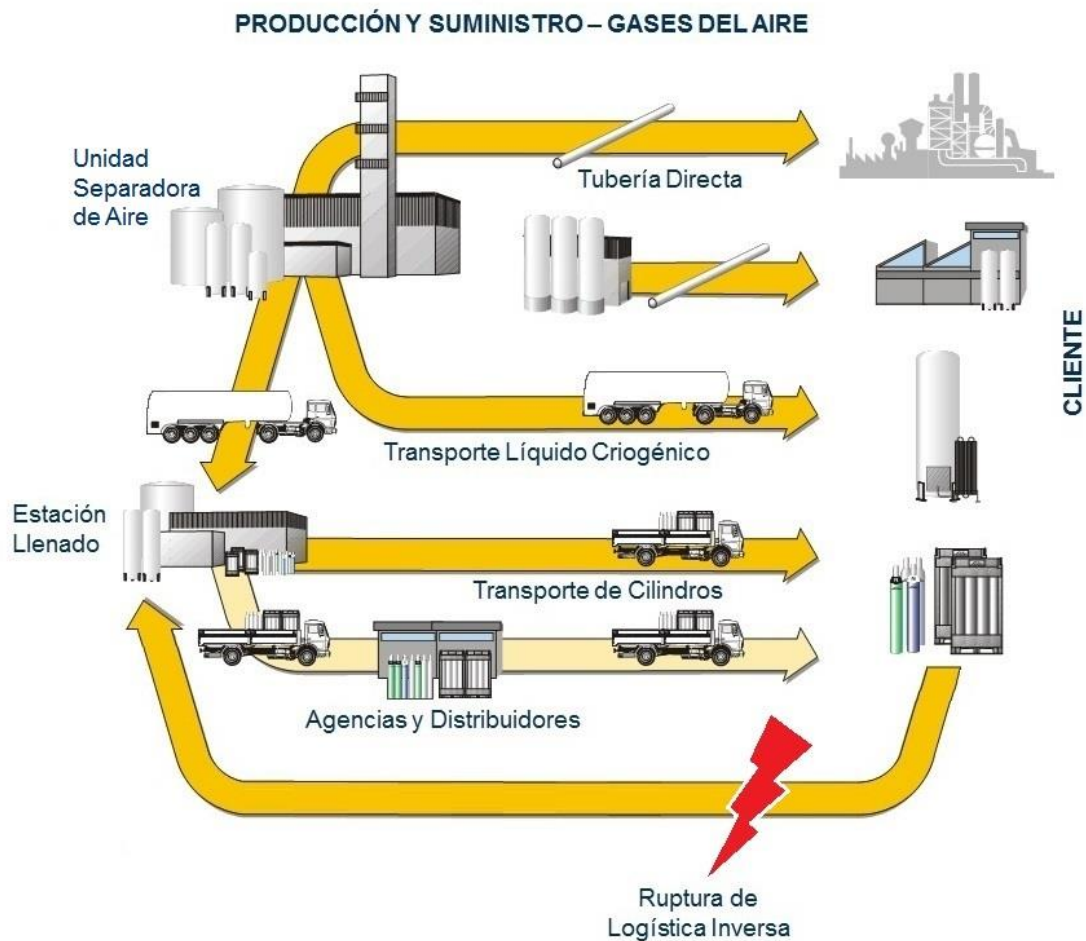 PRODUCCIÓN Y SUMINISTRO – GASES DEL AIRE
Unidad
Separadora
de Aire
Tubería Directa
CLIENTE
Transporte Líquido Criogénico
Estación
Llenado
Transporte de Cilindros
Agencias y Distribuidores
Ruptura de
Logística Inversa